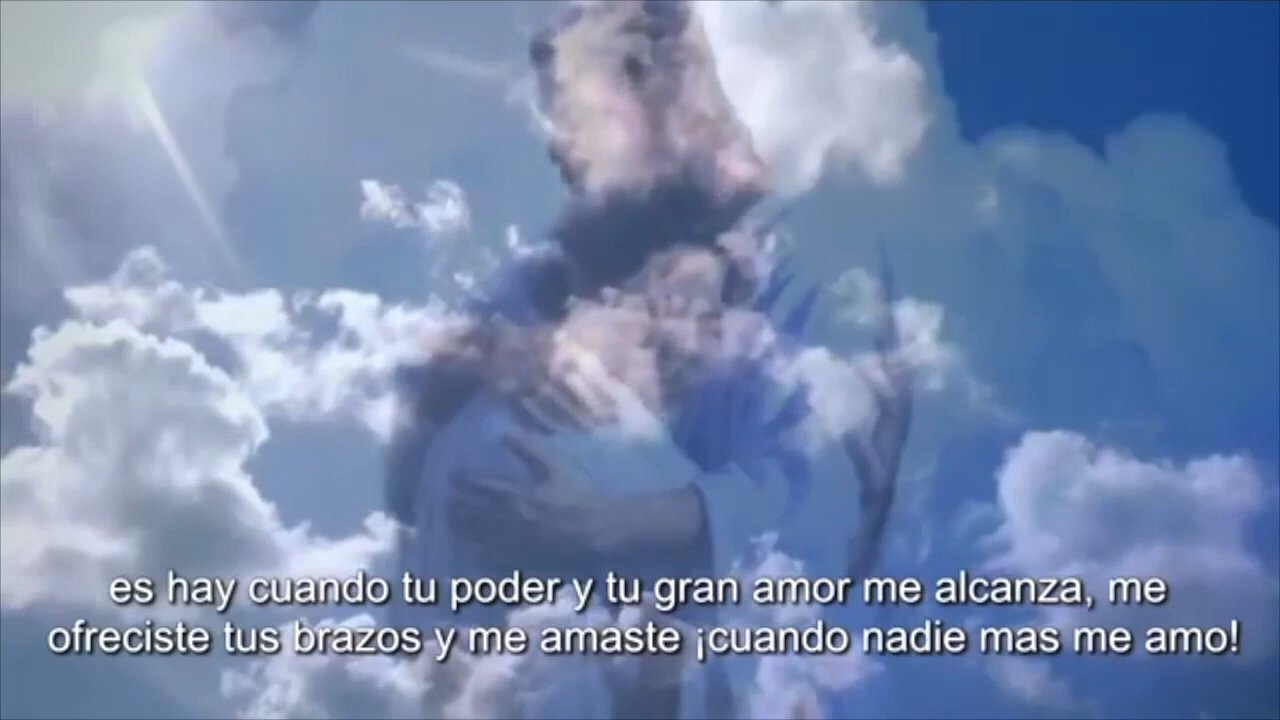 es hay cuando tu poder y tu gran amor me alcanza, me
ofreciste tus brazos y me amaste ¡cuando nadie mas me amo!